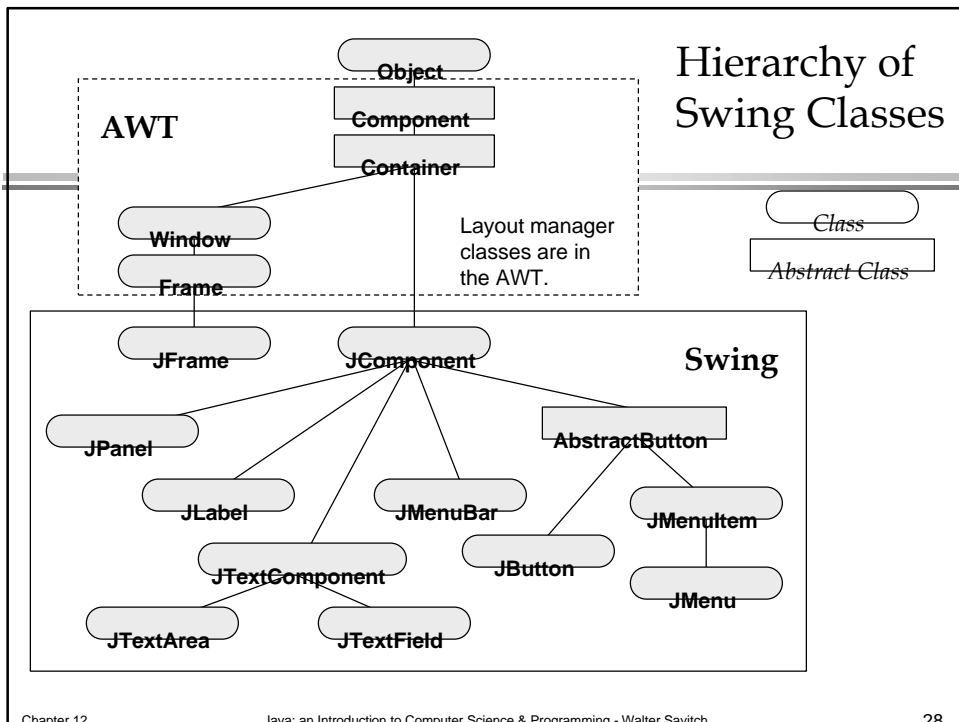 Hierarchy of
Swing Classes
Object
AWT
Component
Container
Window
Frame
Layout manager
classes are in
the AWT.
Class
Abstract Class
JFrame
JComponent
Swing
JPanel
AbstractButton
JLabel
JMenuBar
JMenuItem
JTextComponent
JButton
JMenu
JTextArea
JTextField
Chapter 12
Java: an Introduction to Computer Science & Programming - Walter Savitch
28